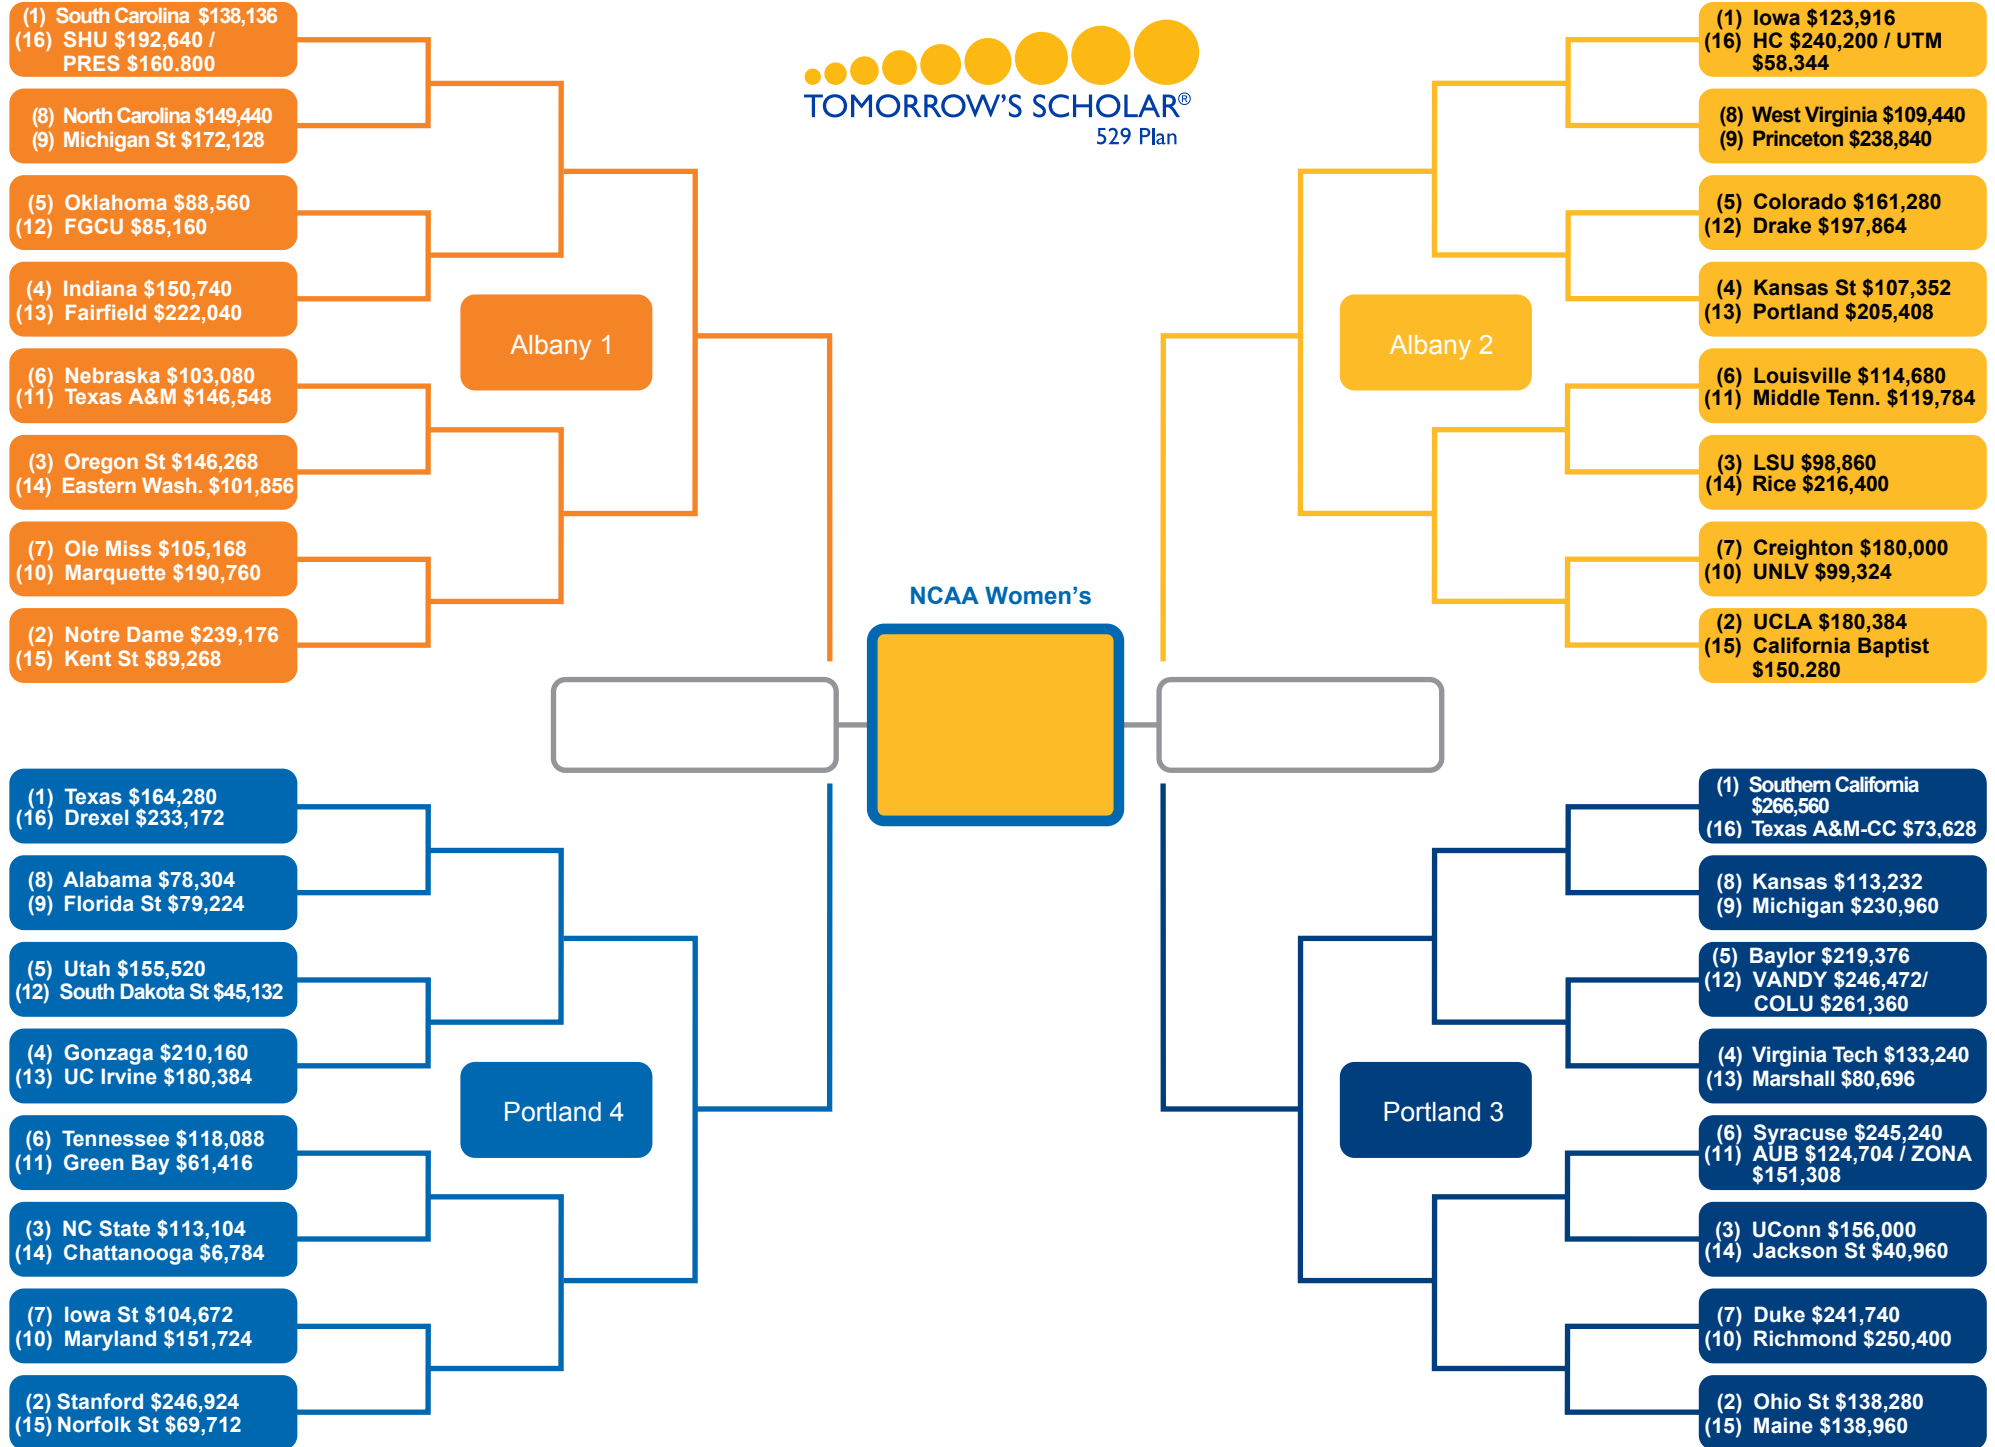 (1) South Carolina $138,136
(16) SHU $192,640 /
PRES $160,800
(8) North Carolina $149,440
(9) Michigan St $172,128
(5) Oklahoma $88,560
(12) FGCU $85,160
(4) Indiana $150,740
(13) Fairfield $222,040
(6) Nebraska $103,080
(11) Texas A&M $146,548
(3) Oregon St $146,268
(14) Eastern Wash. $101,856
(7) Ole Miss $105,168
(10) Marquette $190,760
(2) Notre Dame $239,176
(15) Kent St $89,268
Albany 1
TOMORROW'S SCHOLAR®
529 Plan
(1) Iowa $123,916
(16) HC $240,200 / UTM
$58,344
(8) West Virginia $109,440
(9) Princeton $238,840
(5) Colorado $161,280
(12) Drake $197,864
(4) Kansas St $107,352
(13) Portland $205,408
(6) Louisville $114,680
(11) Middle Tenn. $119,784
(3) LSU $98,860
(14) Rice $216,400
(7) Creighton $180,000
(10) UNLV $99,324
(2) UCLA $180,384
(15) California Baptist
$150,280
Albany 2
NCAA Women's
(1) Texas $164,280
(16) Drexel $233,172
(8) Alabama $78,304
(9) Florida St $79,224
(5) Utah $155,520
(12) South Dakota St $45,132
(4) Gonzaga $210,160
(13) UC Irvine $180,384
(6) Tennessee $118,088
(11) Green Bay $61,416
(3) NC State $113,104
(14) Chattanooga $6,784
(7) Iowa St $104,672
(10) Maryland $151,724
(2) Stanford $246,924
(15) Norfolk St $69,712
Portland 4
(1) Southern California
$266,560
(16) Texas A&M-CC $73,628
(8) Kansas $113,232
(9) Michigan $230,960
(5) Baylor $219,376
(12) VANDY $246,472/
COLU $261,360
(4) Virginia Tech $133,240
(13) Marshall $80,696
(6) Syracuse $245,240
(11) AUB $124,704 / ZONA
$151,308
(3) UConn $156,000
(14) Jackson St $40,960
(7) Duke $241,740
(10) Richmond $250,400
(2) Ohio St $138,280
(15) Maine $138,960
Portland 3